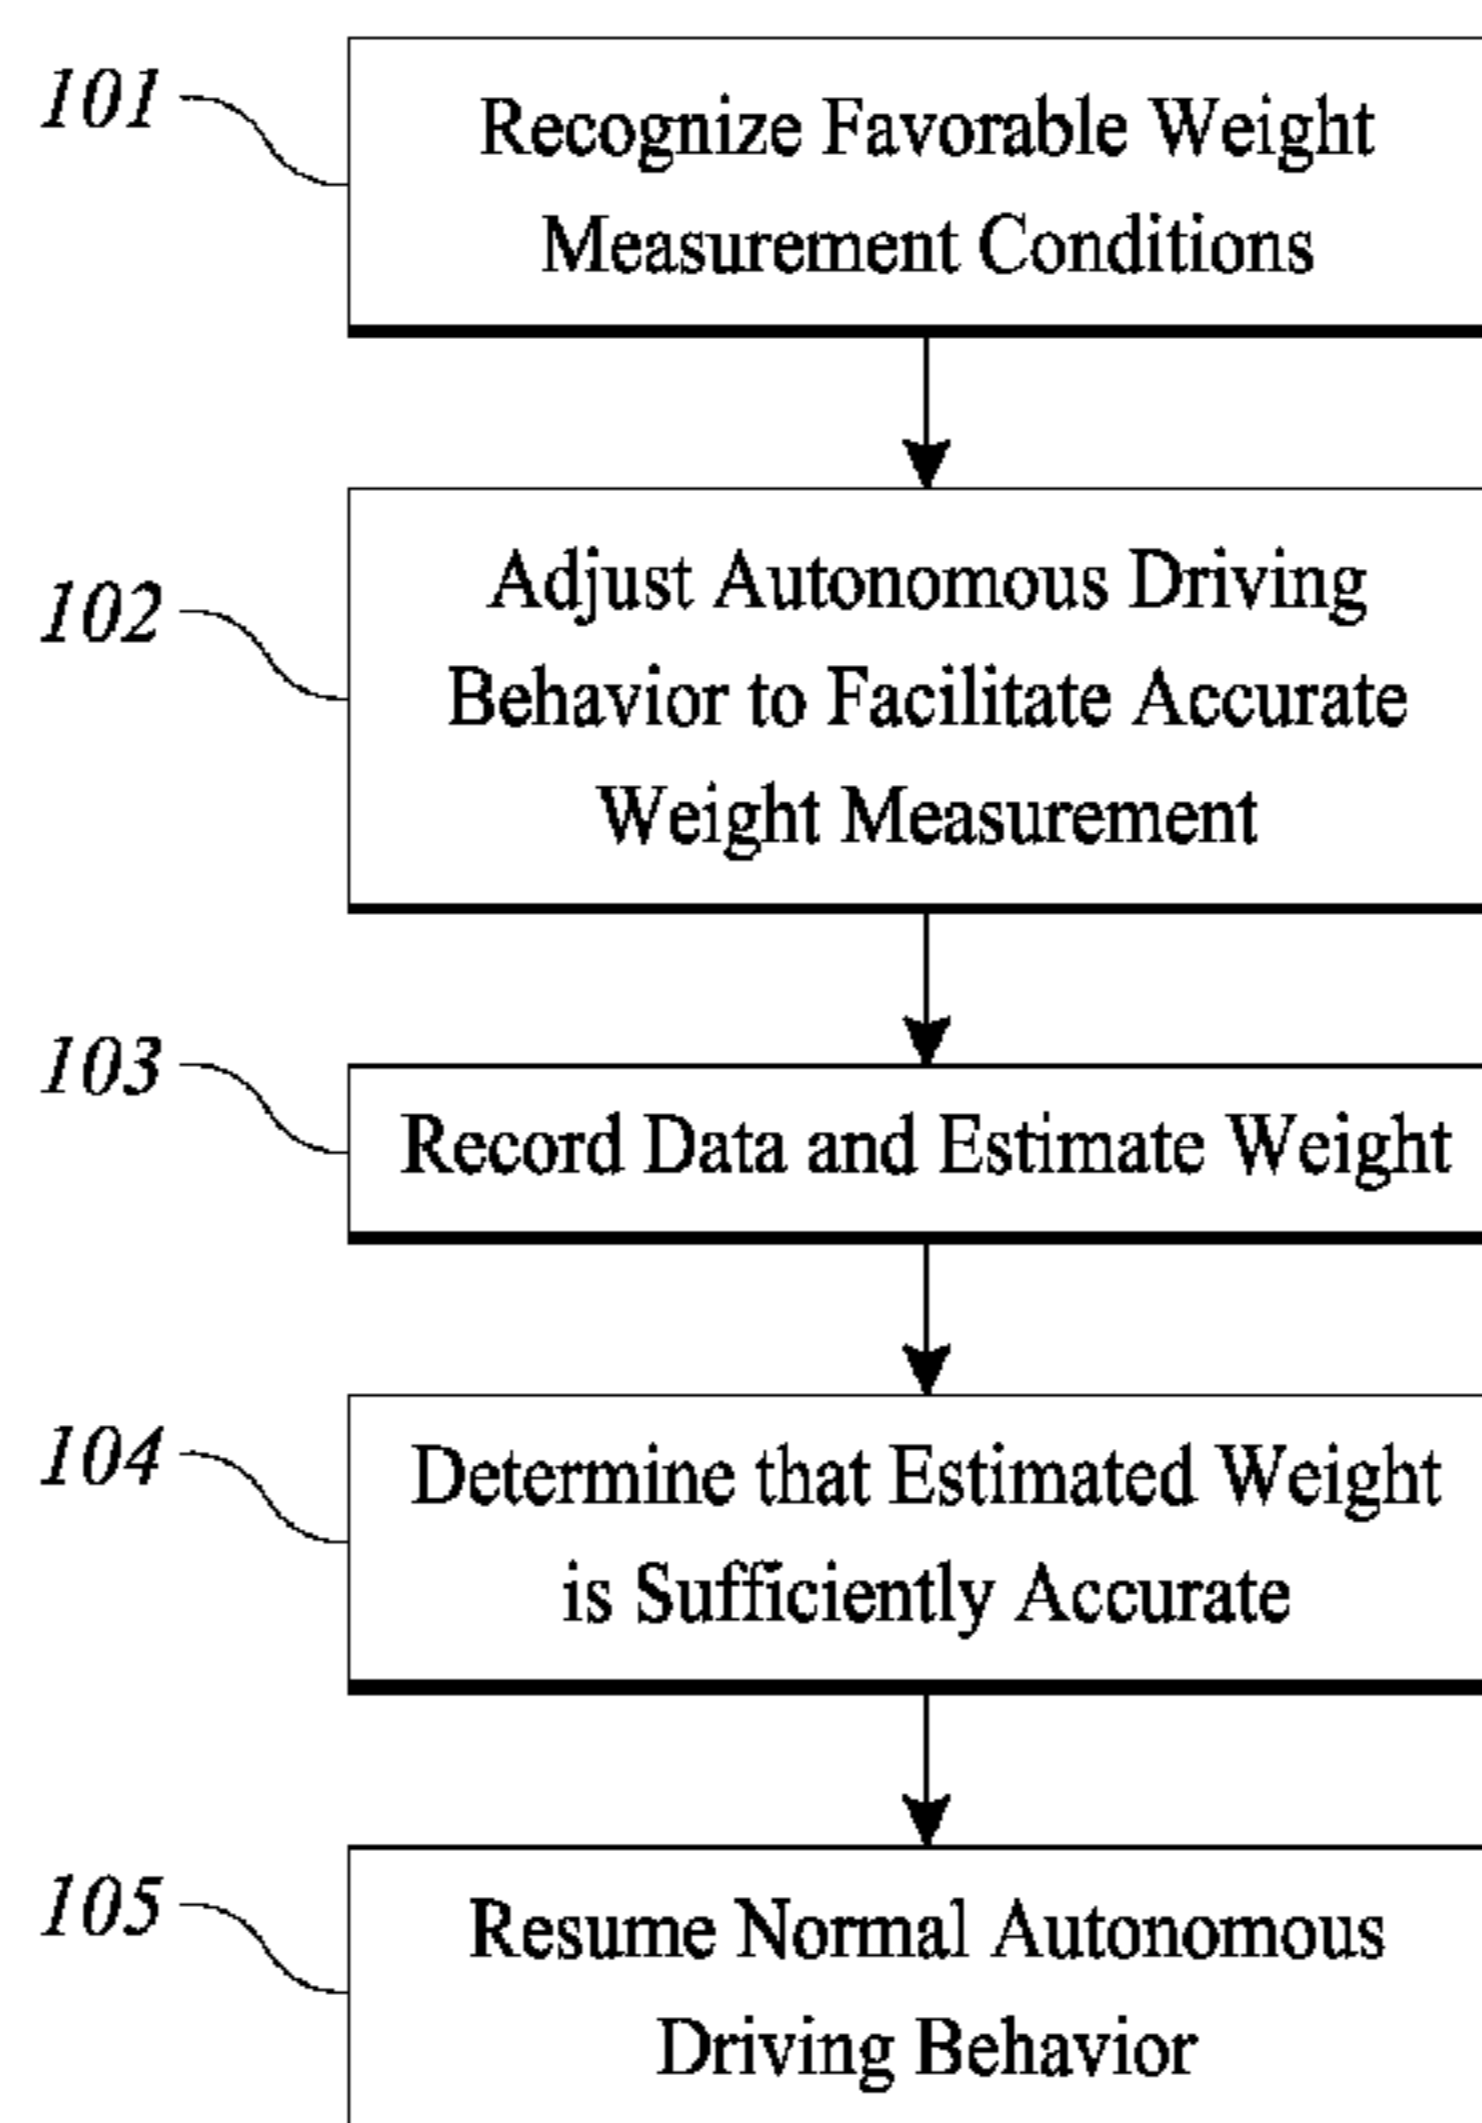 101
Recognize Favorable Weight
Measurement Conditions
102
Adjust Autonomous Driving
Behavior to Facilitate Accurate
Weight Measurement
103
Record Data and Estimate Weight
104
Determine that Estimated Weight
is Sufficiently Accurate
105
Resume Normal Autonomous
Driving Behavior